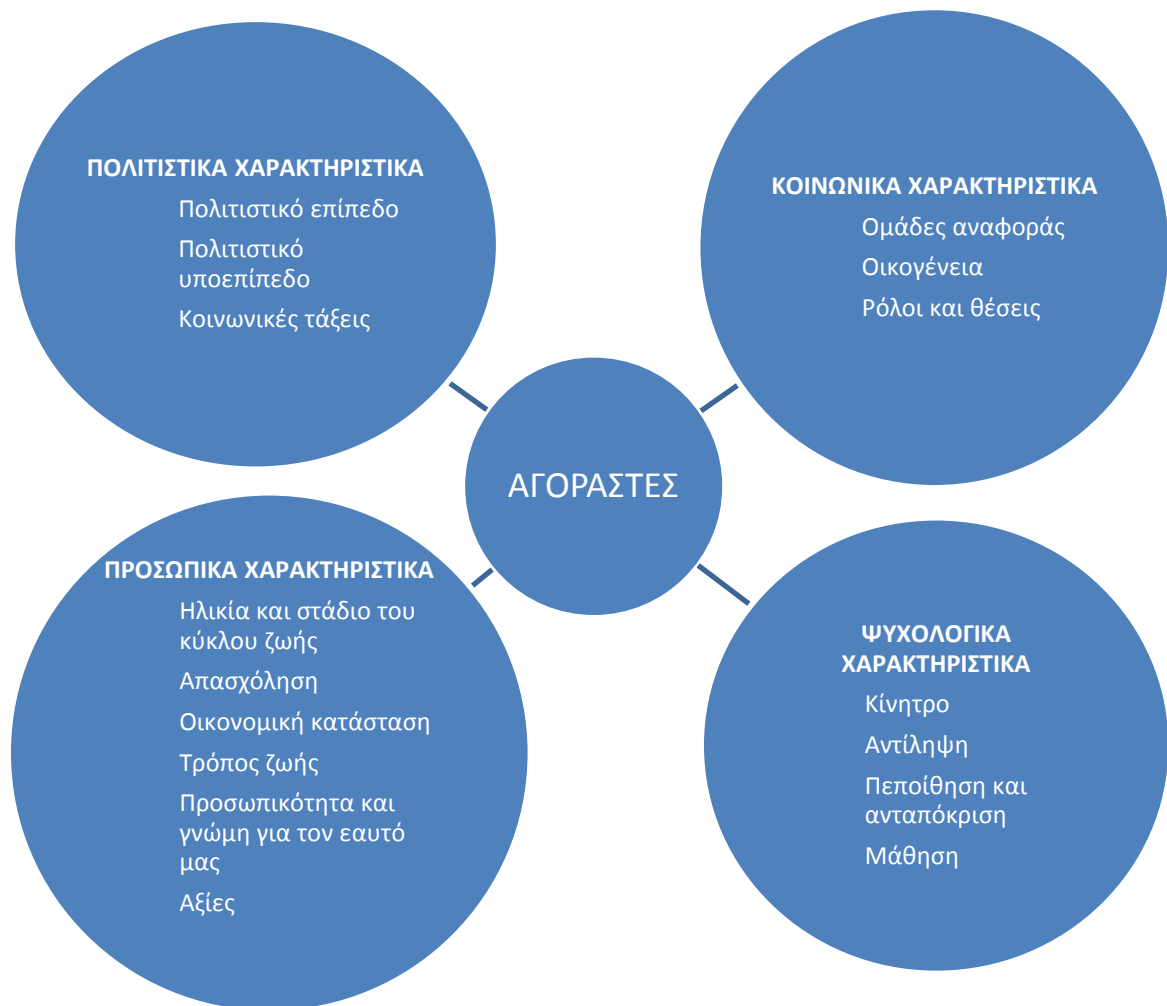 ΠΟΛΙΤΙΣΤΙΚΑ ΧΑΡΑΚΤΗΡΙΣΤΙΚΑ
Πολιτιστικό επίπεδο
Πολιτιστικό
υποεπίπεδο
Κοινωνικές τάξεις
ΚΟΙΝΩΝΙΚΑ ΧΑΡΑΚΤΗΡΙΣΤΙΚΑ
Ομάδες αναφοράς
Οικογένεια
Ρόλοι και θέσεις
ΑΓΟΡΑΣΤΕΣ
ΠΡΟΣΩΠΙΚΑ ΧΑΡΑΚΤΗΡΙΣΤΙΚΑ
Ηλικία και στάδιο του
κύκλου ζωής
Απασχόληση
Οικονομική κατάσταση
Τρόπος ζωής
Προσωπικότητα και
γνώμη για τον εαυτό
μας
Αξίες
ΨΥΧΟΛΟΓΙΚΑ
ΧΑΡΑΚΤΗΡΙΣΤΙΚΑ
Κίνητρο
Αντίληψη
Πεποίθηση και
ανταπόκριση
Μάθηση